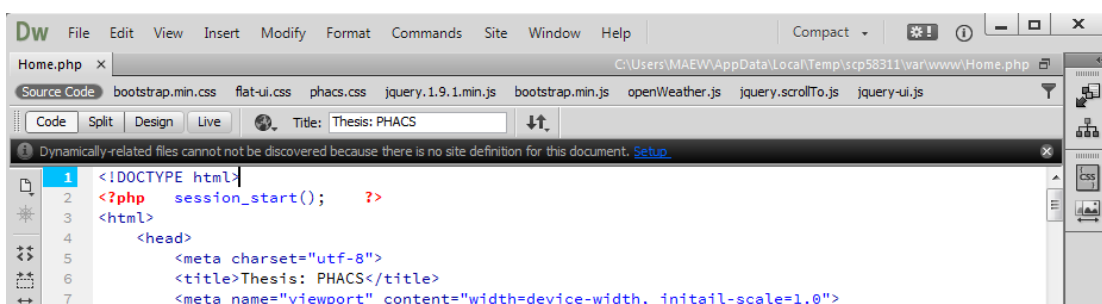 Dw File Edit View Insert Modify Format Commands Site Window Help Compact
Home.php × C:\Users\MAEW\AppData\Local\Temp\scp58311\var\www\Home.php
Source Code bootstrap.min.css flat-ui.css phacs.css jquery.1.9.1.min.js bootstrap.min.js openWeather.js jquery.scrollTo.js jquery-ui.js
Code Split Design Live Title: Thesis: PHACS
Dynamically-related files cannot not be discovered because there is no site definition for this document. Setup
1 <!DOCTYPE html>
2 <?php session_start(); ?>
3 <html>
4 <head>
5 <meta charset="utf-8">
6 <title>Thesis: PHACS</title>
7 <meta name="viewport" content="width=device-width, initail-scale=1.0">
CSS